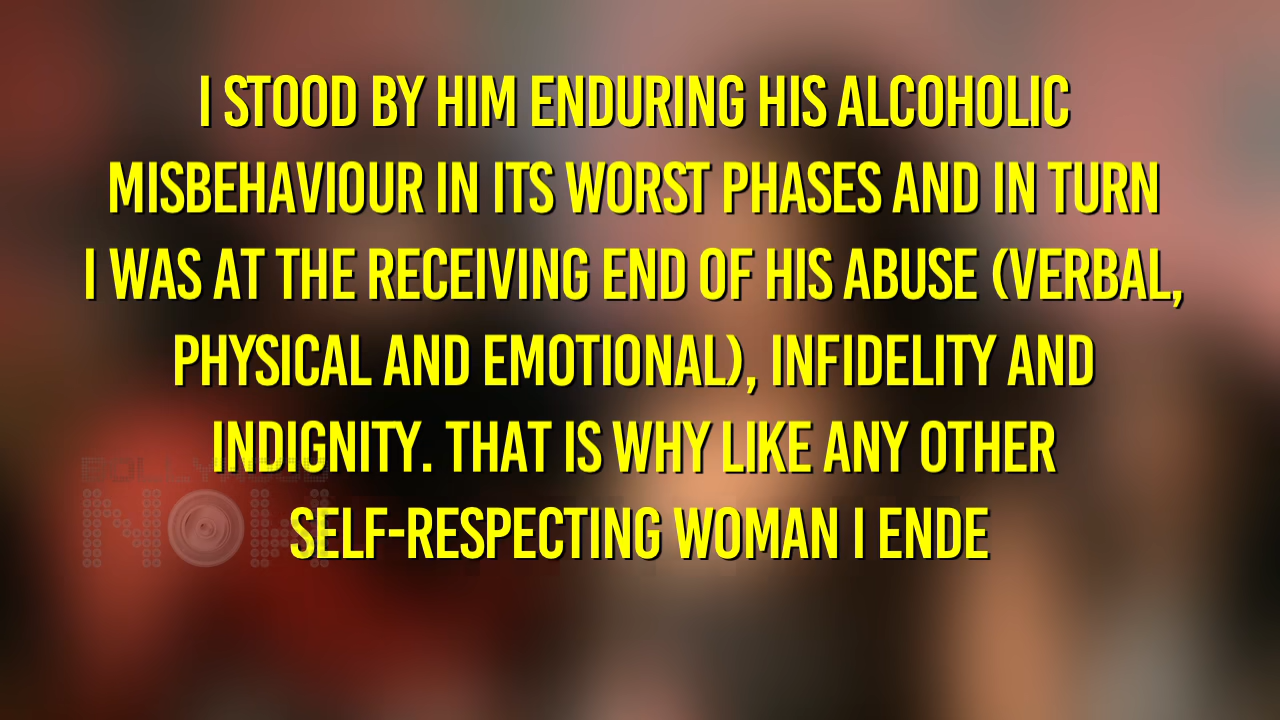 I STOOD BY HIM ENDURING HIS ALCOHOLIC
MISBEHAVIOUR IN ITS WORST PHASES AND IN TURN
I WAS AT THE RECEIVING END OF HIS ABUSE (VERBAL,
PHYSICAL AND EMOTIONAL), INFIDELITY AND
INDIGNITY. THAT IS WHY LIKE ANY OTHER
SELF-RESPECTING WOMAN I ENDE
BOLLYWOOD
NOW